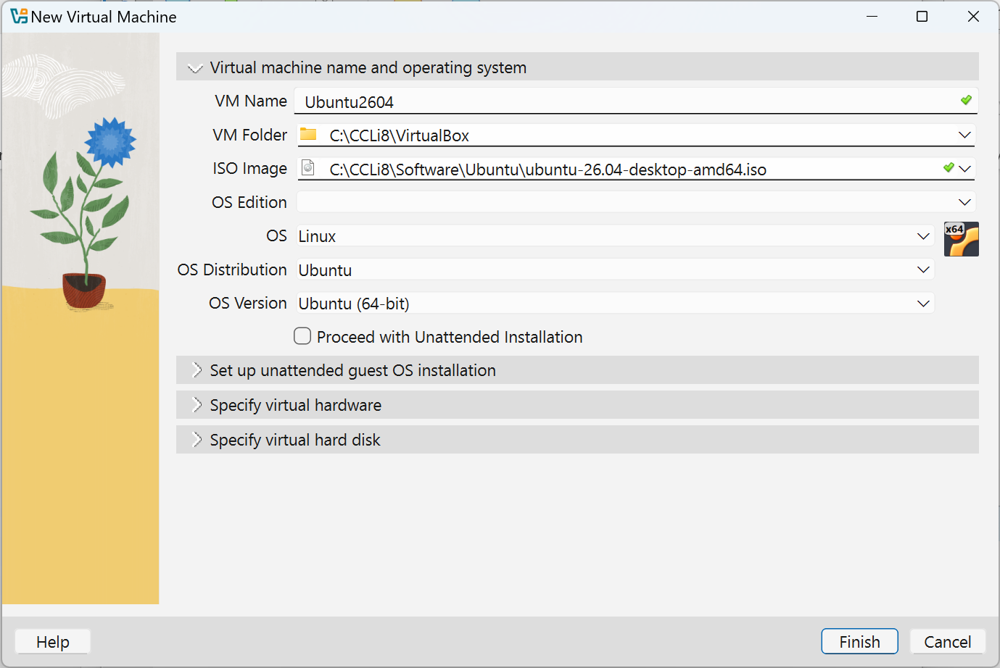 New Virtual Machine
Virtual machine name and operating system
VM Name Ubuntu2604
VM Folder C:\CCLi8\VirtualBox
ISO Image C:\CCLi8\Software\Ubuntu\ubuntu-26.04-desktop-amd64.iso
OS Edition
OS Linux x64
OS Distribution Ubuntu
OS Version Ubuntu (64-bit)
Proceed with Unattended Installation
Set up unattended guest OS installation
Specify virtual hardware
Specify virtual hard disk
Help Finish Cancel